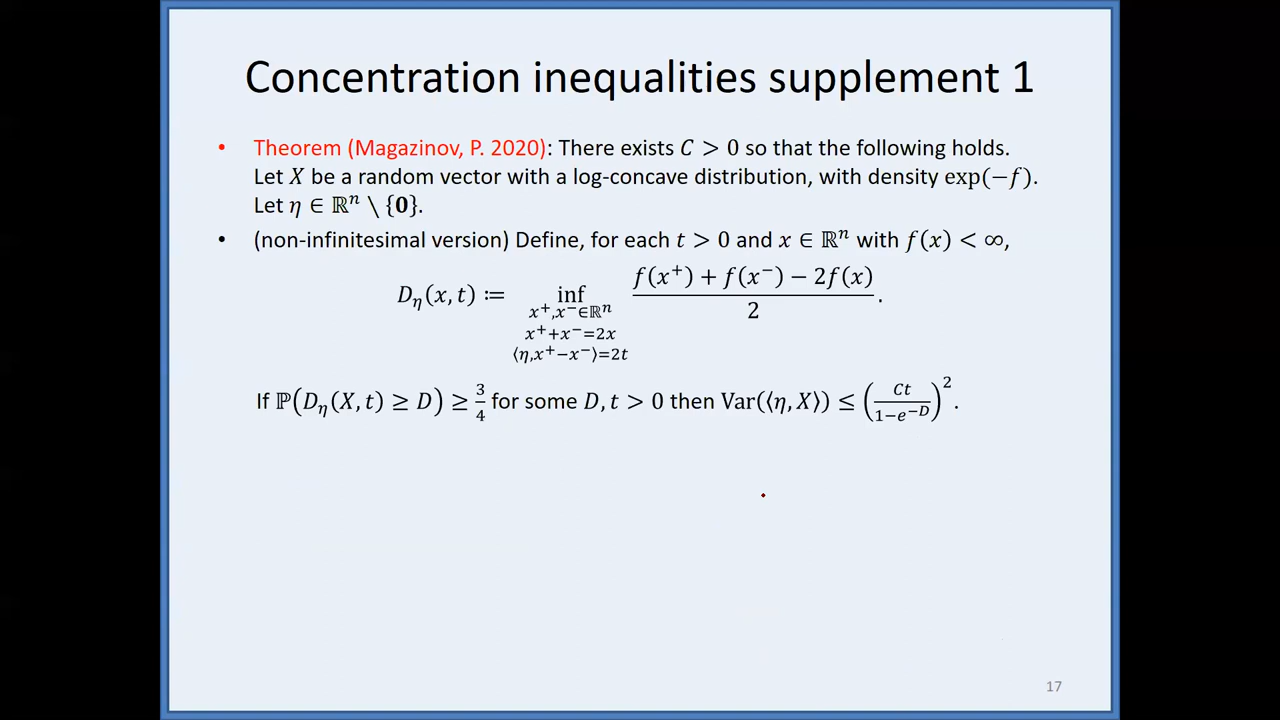 Concentration inequalities supplement 1
• Theorem (Magazinov, P. 2020): There exists 𝐶 > 0 so that the following holds.
Let 𝑋 be a random vector with a log-concave distribution, with density exp(−𝑓).
Let 𝜂 ∈ ℝⁿ ∖ {𝟎}.
• (non-infinitesimal version) Define, for each 𝑡 > 0 and 𝑥 ∈ ℝⁿ with 𝑓(𝑥) < ∞,
𝐷_𝜂(𝑥, 𝑡) ≔ inf_{𝑥⁺,𝑥⁻∈ℝⁿ, 𝑥⁺+𝑥⁻=2𝑥, ⟨𝜂,𝑥⁺−𝑥⁻⟩=2𝑡} (𝑓(𝑥⁺) + 𝑓(𝑥⁻) − 2𝑓(𝑥))/2 .
If ℙ(𝐷_𝜂(𝑋, 𝑡) ≥ 𝐷) ≥ 3/4 for some 𝐷, 𝑡 > 0 then Var(⟨𝜂, 𝑋⟩) ≤ (𝐶𝑡/(1−𝑒^{−𝐷}))².
17